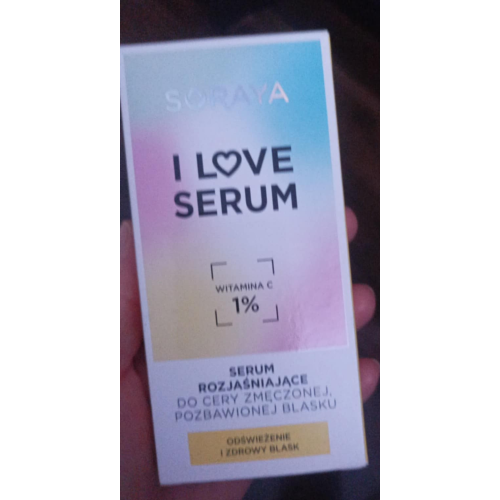 SORAYA
I LOVE
SERUM
WITAMINA C
1%
SERUM
ROZJAŚNIAJĄCE
DO CERY ZMĘCZONEJ,
POZBAWIONEJ BLASKU
ODŚWIEŻENIE
I ZDROWY BLASK